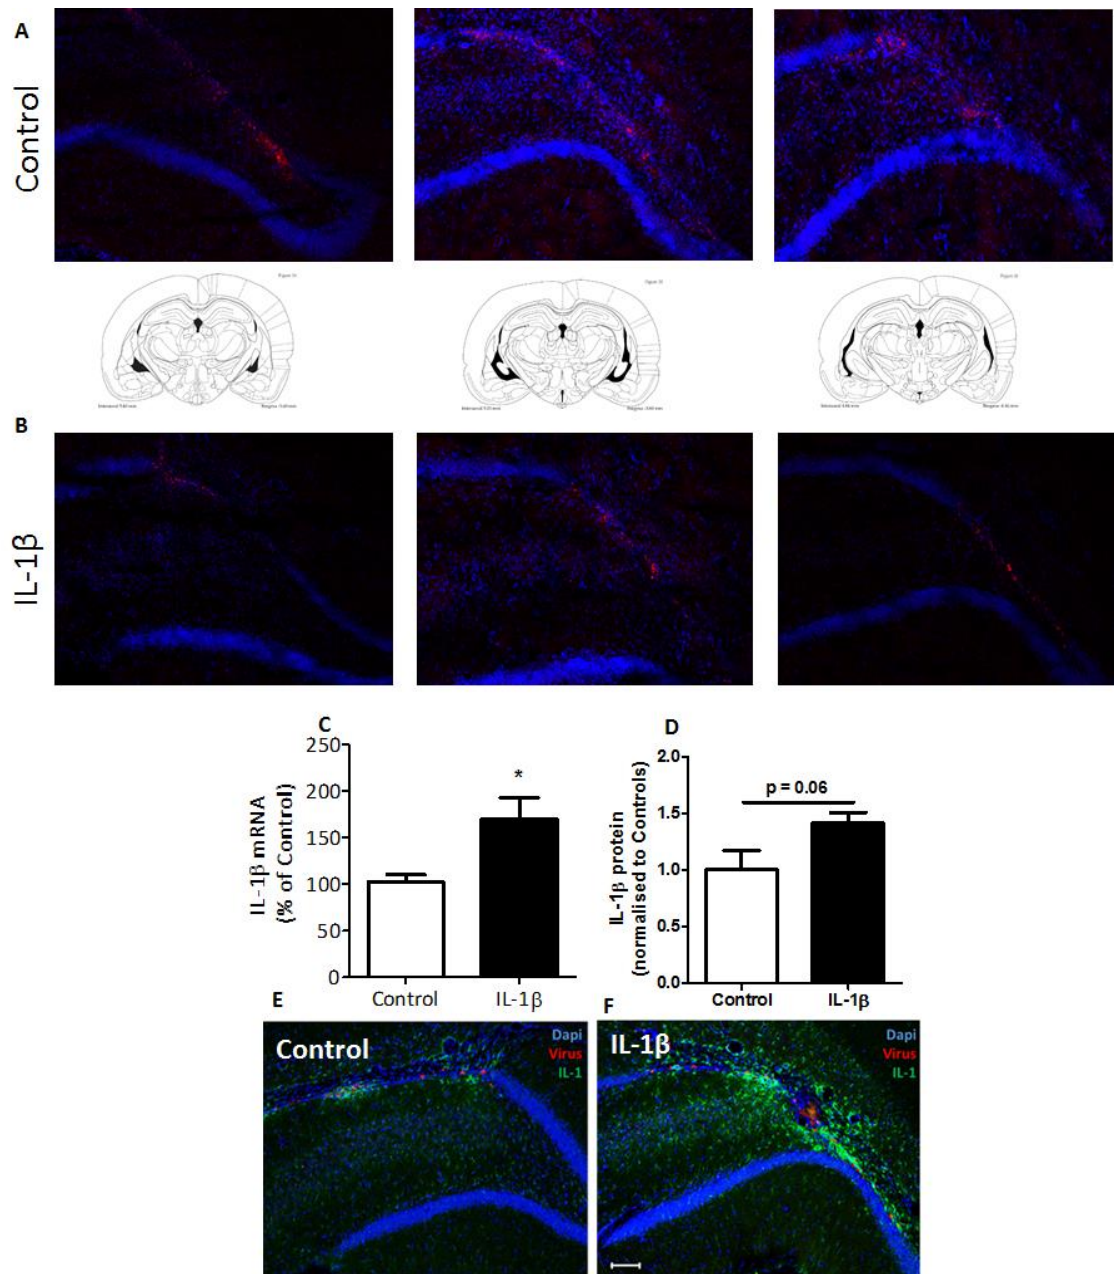 A
Control
B
IL-1β
C
IL-1β mRNA
(% of Control)
250
200
150
100
50
0
*
Control
IL-1β
D
IL-1β protein
(normalised to Controls)
2.0
1.5
1.0
0.5
0.0
p = 0.06
Control
IL-1β
E
Control
Dapi
Virus
IL-1
F
IL-1β
Dapi
Virus
IL-1